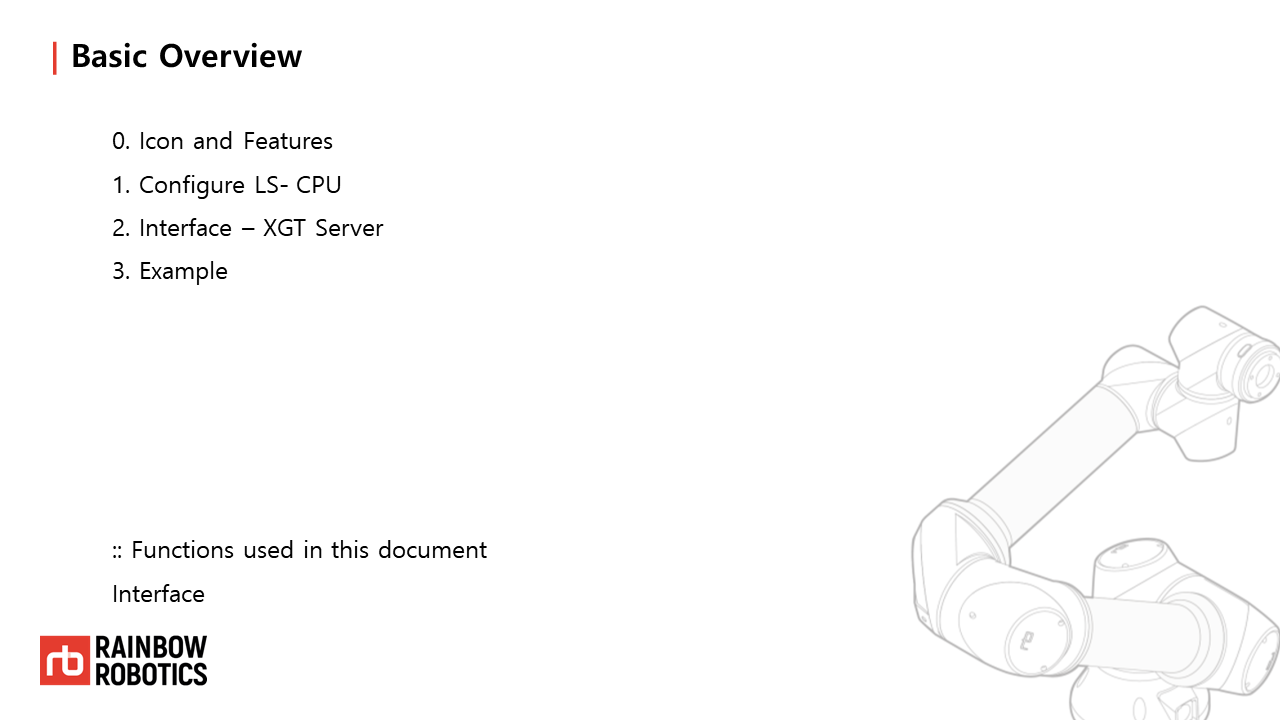 Basic Overview
0. Icon and Features
1. Configure LS- CPU
2. Interface – XGT Server
3. Example
:: Functions used in this document
Interface
rb RAINBOW
ROBOTICS
rb